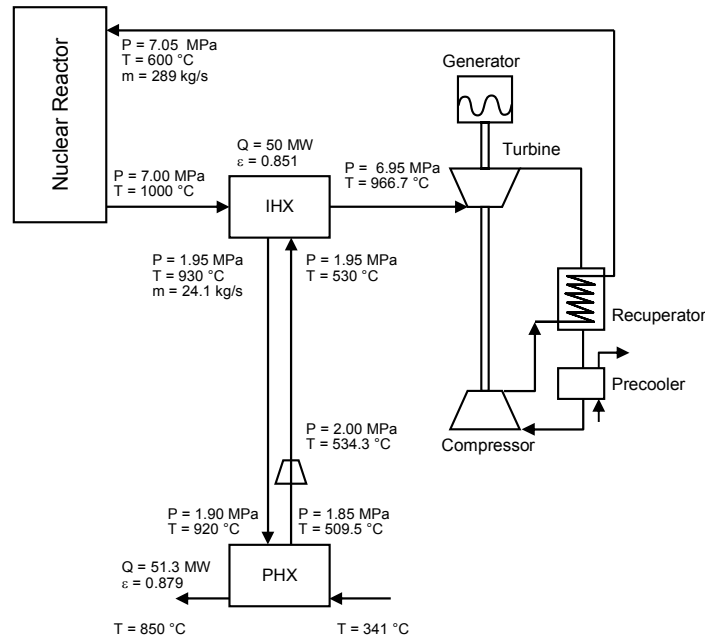 Nuclear Reactor
P = 7.05 MPa
T = 600 °C
m = 289 kg/s
Generator
Turbine
Q = 50 MW
ε = 0.851
P = 7.00 MPa
T = 1000 °C
IHX
P = 6.95 MPa
T = 966.7 °C
P = 1.95 MPa
T = 930 °C
m = 24.1 kg/s
P = 1.95 MPa
T = 530 °C
Recuperator
Precooler
Compressor
P = 2.00 MPa
T = 534.3 °C
P = 1.90 MPa
T = 920 °C
P = 1.85 MPa
T = 509.5 °C
Q = 51.3 MW
ε = 0.879
PHX
T = 850 °C
T = 341 °C